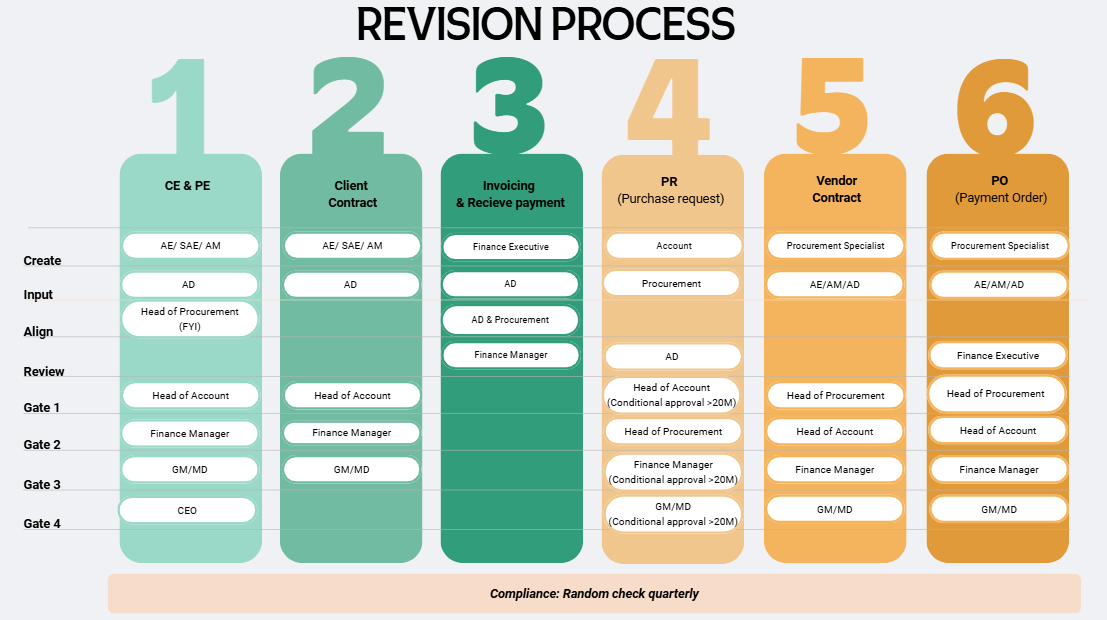 REVISION PROCESS
1
2
3
4
5
6
CE & PE
Client
Contract
Invoicing
& Recieve payment
PR
(Purchase request)
Vendor
Contract
PO
(Payment Order)
Create
AE/ SAE/ AM
AE/ SAE/ AM
Finance Executive
Account
Procurement Specialist
Procurement Specialist
Input
AD
AD
AD
Procurement
AE/AM/AD
AE/AM/AD
Align
Head of Procurement
(FYI)
AD & Procurement
Review
Finance Manager
AD
Finance Executive
Gate 1
Head of Account
Head of Account
Head of Account
(Conditional approval >20M)
Head of Procurement
Head of Procurement
Gate 2
Finance Manager
Finance Manager
Head of Procurement
Head of Account
Head of Account
Gate 3
GM/MD
GM/MD
Finance Manager
(Conditional approval >20M)
Finance Manager
Finance Manager
Gate 4
CEO
GM/MD
(Conditional approval >20M)
GM/MD
GM/MD
Compliance: Random check quarterly